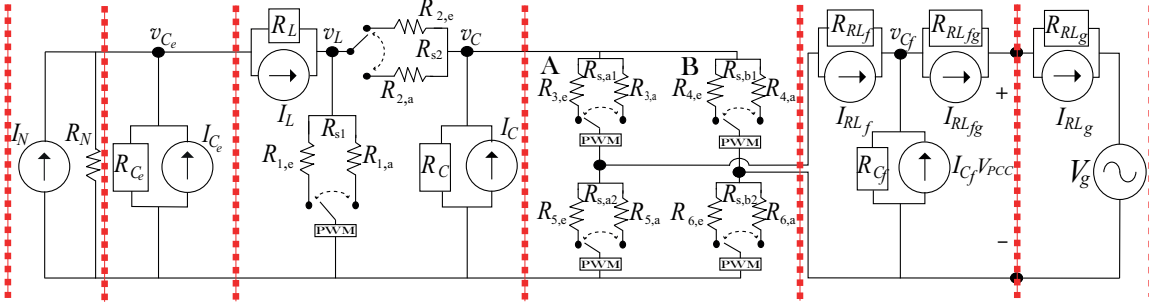 I_N
R_N
v_{C_e}
R_{C_e}
I_{C_e}
R_L
I_L
v_L
R_{2,e}
R_{s2}
R_{2,a}
R_{s1}
R_{1,e}
R_{1,a}
PWM
v_C
R_C
I_C
A
R_{s,a1}
R_{3,e}
R_{3,a}
PWM
B
R_{s,b1}
R_{4,e}
R_{4,a}
PWM
R_{s,a2}
R_{5,e}
R_{5,a}
PWM
R_{s,b2}
R_{6,e}
R_{6,a}
PWM
R_{RL_f}
I_{RL_f}
v_{C_f}
R_{C_f}
I_{C_f}
R_{RL_{fg}}
I_{RL_{fg}}
+
V_{PCC}
−
R_{RL_g}
I_{RL_g}
V_g